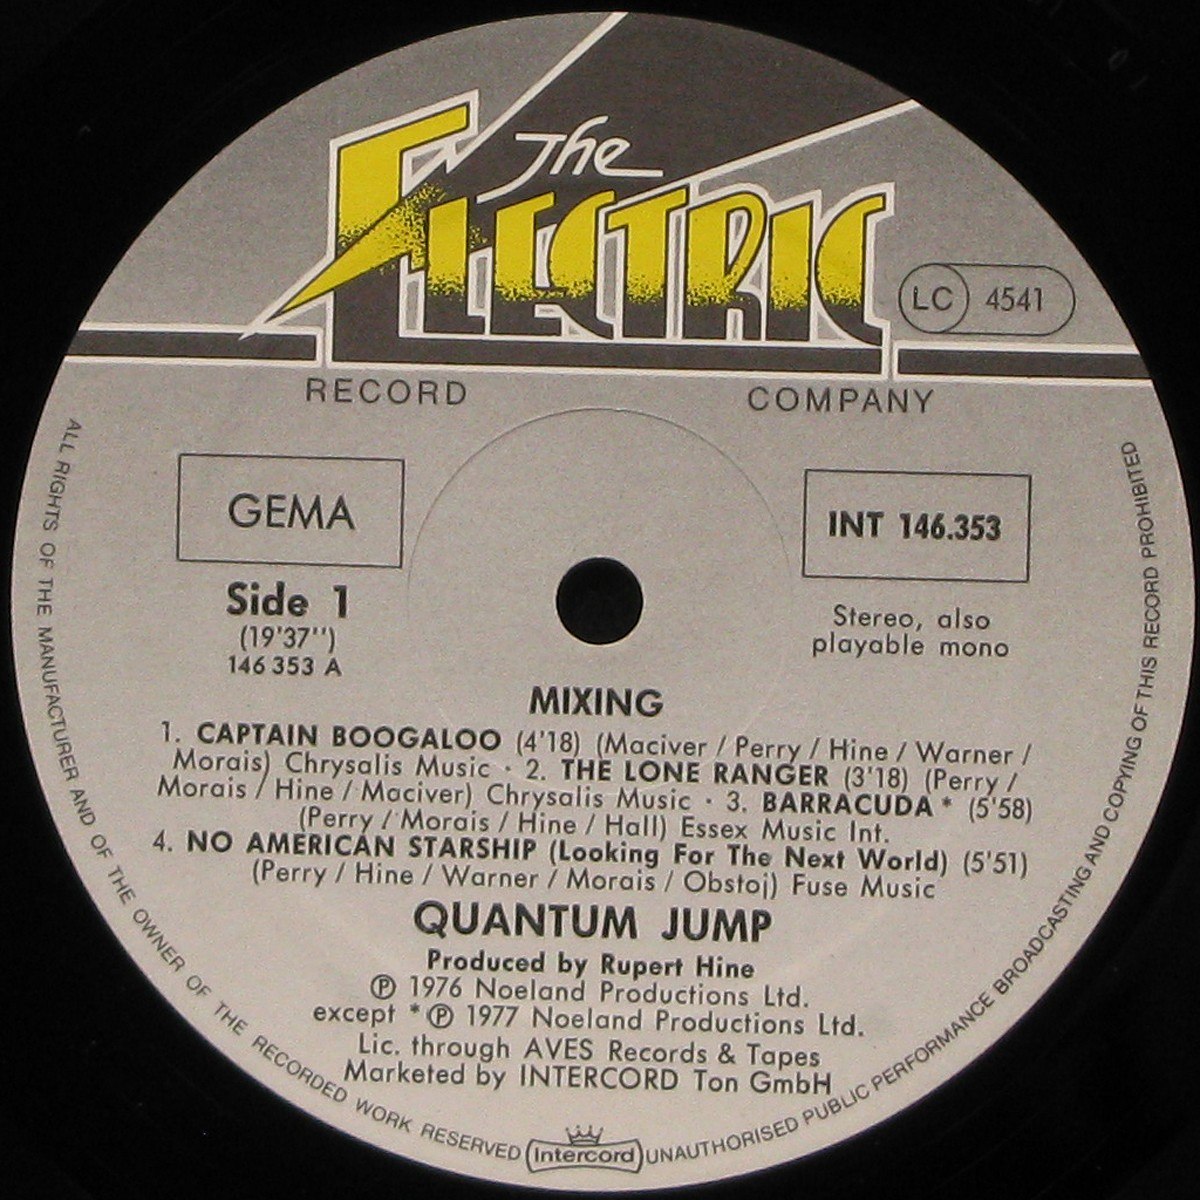 The
ELECTRIC
LC 4541
RECORD COMPANY
GEMA
INT 146.353
Side 1
(19'37'')
146 353 A
Stereo, also
playable mono
MIXING
1. CAPTAIN BOOGALOO (4'18) (Maciver / Perry / Hine / Warner /
Morais) Chrysalis Music · 2. THE LONE RANGER (3'18) (Perry /
Morais / Hine / Maciver) Chrysalis Music · 3. BARRACUDA * (5'58)
(Perry / Morais / Hine / Hall) Essex Music Int.
4. NO AMERICAN STARSHIP (Looking For The Next World) (5'51)
(Perry / Hine / Warner / Morais / Obstoj) Fuse Music
QUANTUM JUMP
Produced by Rupert Hine
℗ 1976 Noeland Productions Ltd.
except * ℗ 1977 Noeland Productions Ltd.
Lic. through AVES Records & Tapes
Marketed by INTERCORD Ton GmbH
ALL RIGHTS OF THE MANUFACTURER AND OF THE OWNER OF THE RECORDED WORK RESERVED
Intercord
UNAUTHORISED PUBLIC PERFORMANCE BROADCASTING AND COPYING OF THIS RECORD PROHIBITED